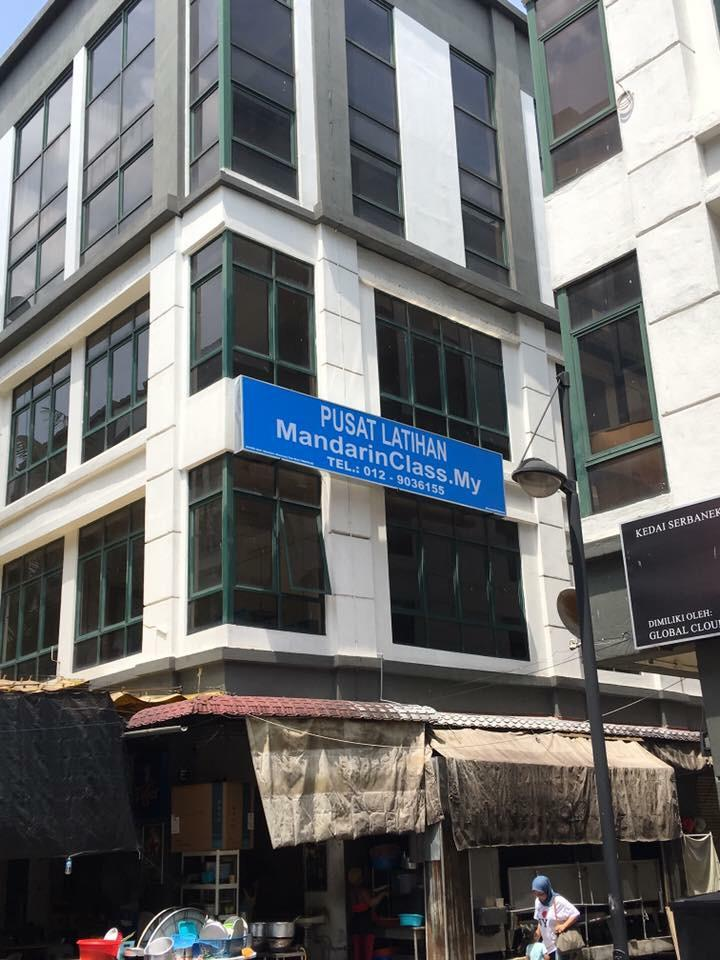 PUSAT LATIHAN
MandarinClass.My
TEL.: 012 - 9036155
KEDAI SERBANEK
DIMILIKI OLEH:
GLOBAL CLOU